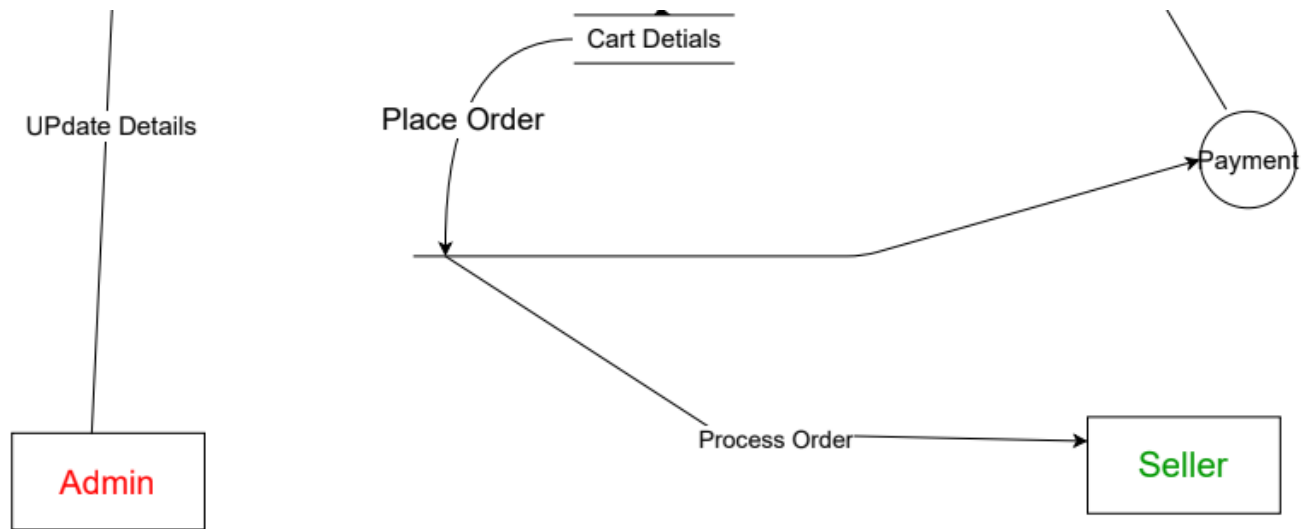 Cart Detials
Place Order
UPdate Details
Payment
Process Order
Seller
Admin